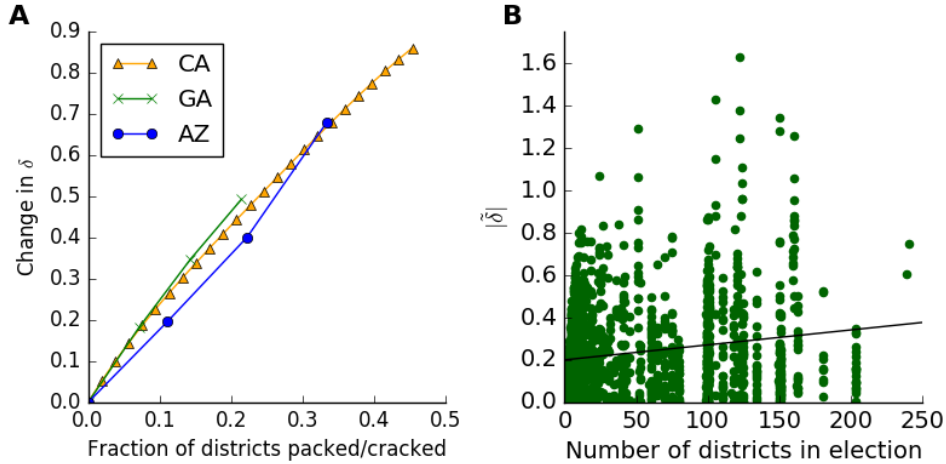 A
0.9
0.8
0.7
0.6
0.5
0.4
0.3
0.2
0.1
0.0
Change in δ
CA
GA
AZ
0.0 0.1 0.2 0.3 0.4 0.5
Fraction of districts packed/cracked
B
1.6
1.4
1.2
1.0
0.8
0.6
0.4
0.2
0.0
|δ̃|
0 50 100 150 200 250
Number of districts in election